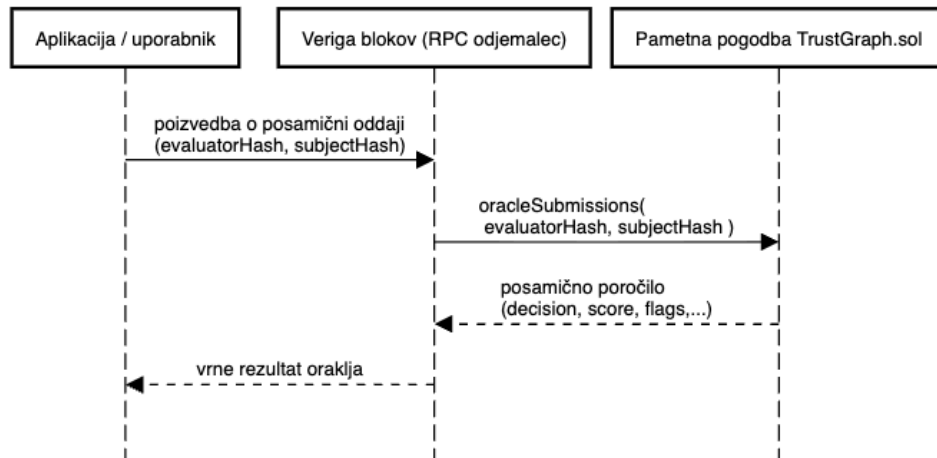 Aplikacija / uporabnik
Veriga blokov (RPC odjemalec)
Pametna pogodba TrustGraph.sol
poizvedba o posamični oddaji
(evaluatorHash, subjectHash)
oracleSubmissions(
evaluatorHash, subjectHash )
posamično poročilo
(decision, score, flags,...)
vrne rezultat oraklja